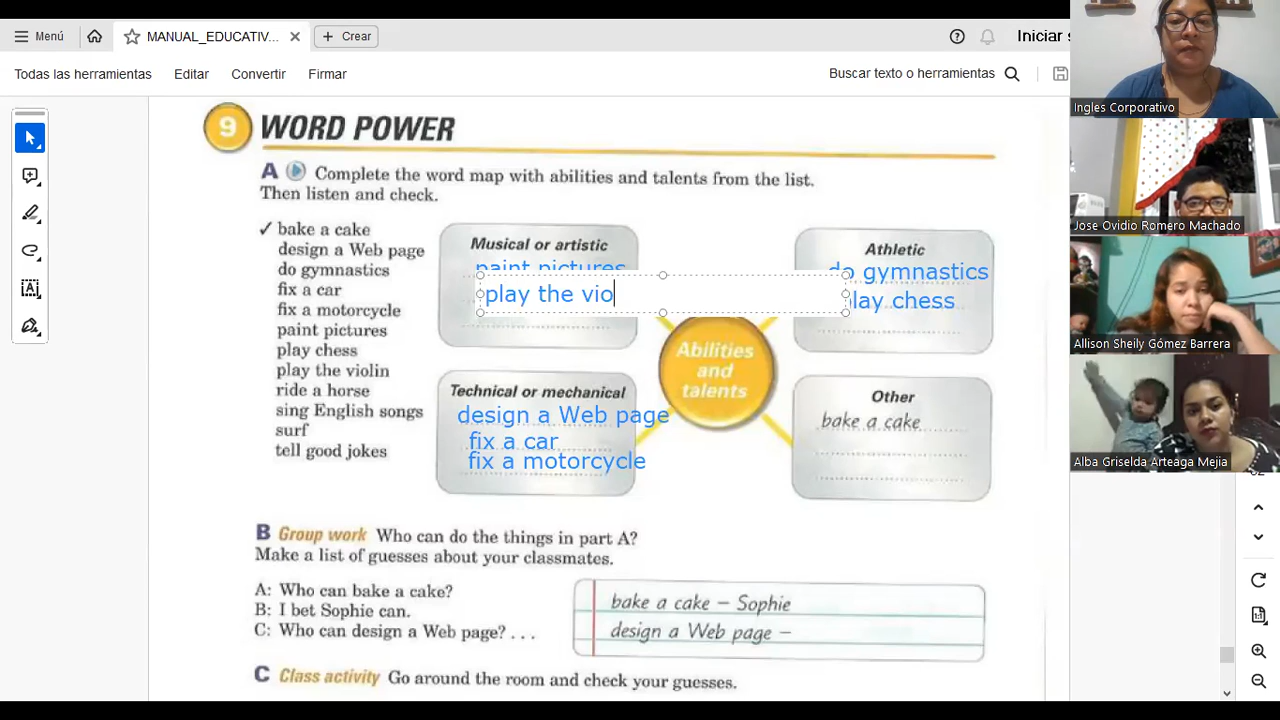 Menú
MANUAL_EDUCATIV...
Crear
Iniciar s
Todas las herramientas
Editar
Convertir
Firmar
Buscar texto o herramientas
9 WORD POWER
A Complete the word map with abilities and talents from the list.
Then listen and check.
✓ bake a cake
design a Web page
do gymnastics
fix a car
fix a motorcycle
paint pictures
play chess
play the violin
ride a horse
sing English songs
surf
tell good jokes
Musical or artistic
paint pictures
play the vio
Athletic
do gymnastics
play chess
Abilities
and
talents
Technical or mechanical
design a Web page
fix a car
fix a motorcycle
Other
bake a cake
B Group work Who can do the things in part A?
Make a list of guesses about your classmates.
A: Who can bake a cake?
B: I bet Sophie can.
C: Who can design a Web page? . . .
bake a cake – Sophie
design a Web page –
C Class activity Go around the room and check your guesses.
Ingles Corporativo
Jose Ovidio Romero Machado
Allison Sheily Gómez Barrera
Alba Griselda Arteaga Mejia